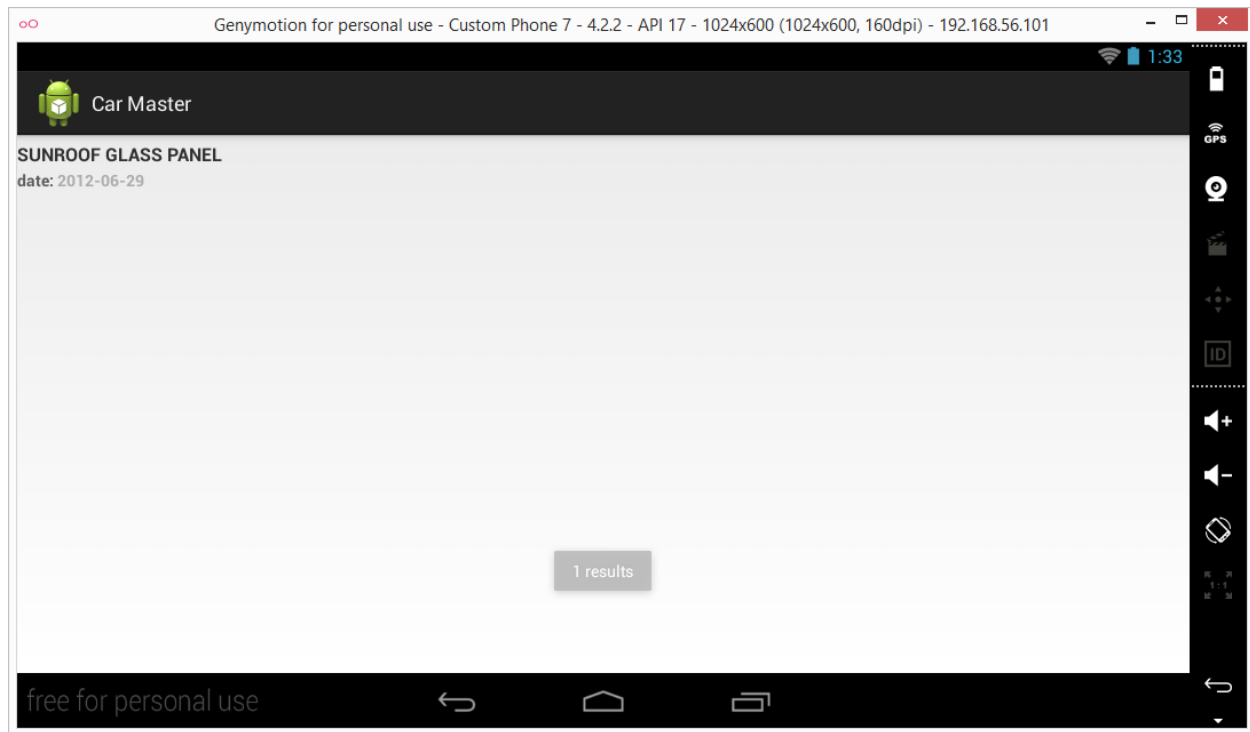 Genymotion for personal use - Custom Phone 7 - 4.2.2 - API 17 - 1024x600 (1024x600, 160dpi) - 192.168.56.101
1:33
Car Master
GPS
SUNROOF GLASS PANEL
date: 2012-06-29
ID
1 results
1:1
free for personal use